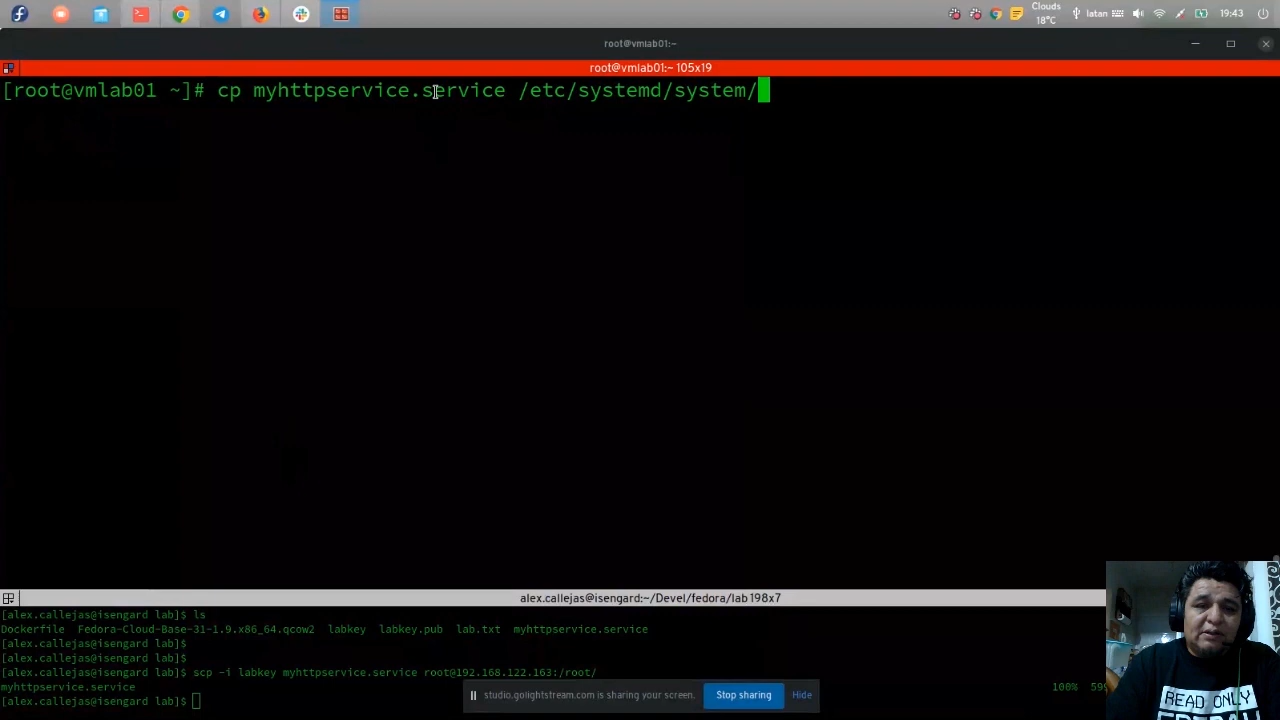 Clouds
18°C
latan
19:43
root@vmlab01:~
root@vmlab01:~ 105x19
[root@vmlab01 ~]# cp myhttpservice.service /etc/systemd/system/
alex.callejas@isengard:~/Devel/fedora/lab 198x7
[alex.callejas@isengard lab]$ ls
Dockerfile Fedora-Cloud-Base-31-1.9.x86_64.qcow2 labkey labkey.pub lab.txt myhttpservice.service
[alex.callejas@isengard lab]$
[alex.callejas@isengard lab]$
[alex.callejas@isengard lab]$ scp -i labkey myhttpservice.service root@192.168.122.163:/root/
myhttpservice.service 100% 599
[alex.callejas@isengard lab]$
studio.golightstream.com is sharing your screen. Stop sharing Hide
READ ONLY